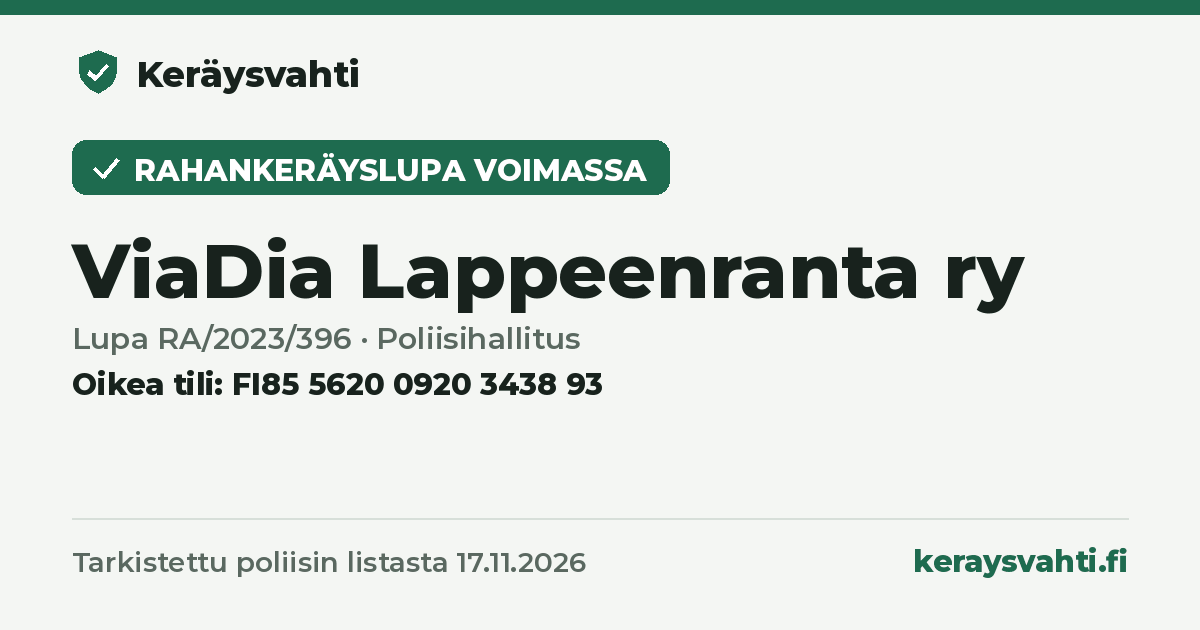 Keräysvahti
RAHANKERÄYSLUPA VOIMASSA
ViaDia Lappeenranta ry
Lupa RA/2023/396 · Poliisihallitus
Oikea tili: FI85 5620 0920 3438 93
Tarkistettu poliisin listasta 17.11.2026
keraysvahti.fi